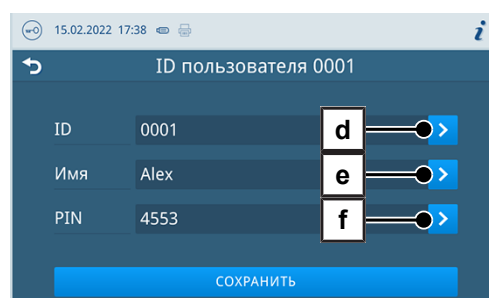 15.02.2022 17:38 i
ID пользователя 0001
ID 0001 d
Имя Alex e
PIN 4553 f
СОХРАНИТЬ